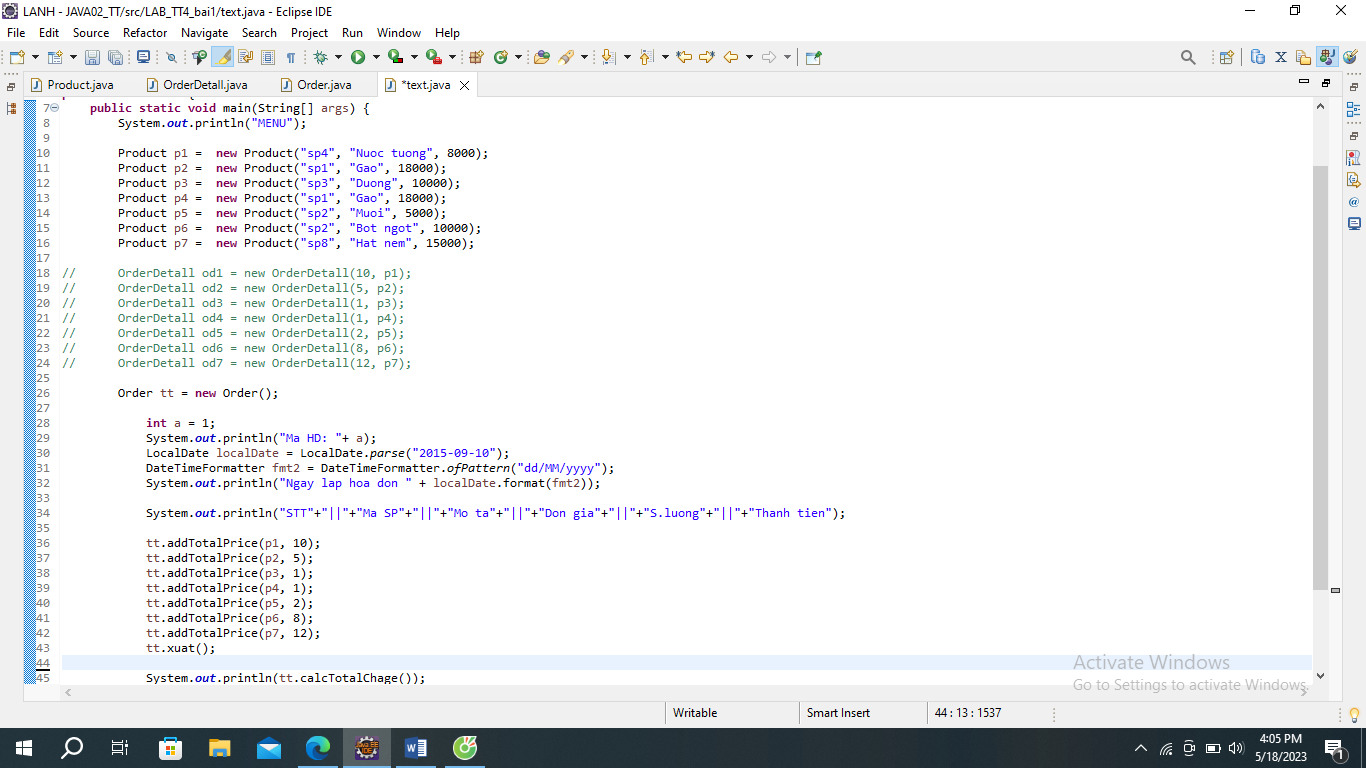 LANH - JAVA02_TT/src/LAB_TT4_bai1/text.java - Eclipse IDE
File Edit Source Refactor Navigate Search Project Run Window Help
Product.java OrderDetall.java Order.java *text.java
7 public static void main(String[] args) {
8 System.out.println("MENU");
9
10 Product p1 =  new Product("sp4", "Nuoc tuong", 8000);
11 Product p2 =  new Product("sp1", "Gao", 18000);
12 Product p3 =  new Product("sp3", "Duong", 10000);
13 Product p4 =  new Product("sp1", "Gao", 18000);
14 Product p5 =  new Product("sp2", "Muoi", 5000);
15 Product p6 =  new Product("sp2", "Bot ngot", 10000);
16 Product p7 =  new Product("sp8", "Hat nem", 15000);
17
18 // OrderDetall od1 = new OrderDetall(10, p1);
19 // OrderDetall od2 = new OrderDetall(5, p2);
20 // OrderDetall od3 = new OrderDetall(1, p3);
21 // OrderDetall od4 = new OrderDetall(1, p4);
22 // OrderDetall od5 = new OrderDetall(2, p5);
23 // OrderDetall od6 = new OrderDetall(8, p6);
24 // OrderDetall od7 = new OrderDetall(12, p7);
25
26 Order tt = new Order();
27
28 int a = 1;
29 System.out.println("Ma HD: "+ a);
30 LocalDate localDate = LocalDate.parse("2015-09-10");
31 DateTimeFormatter fmt2 = DateTimeFormatter.ofPattern("dd/MM/yyyy");
32 System.out.println("Ngay lap hoa don " + localDate.format(fmt2));
33
34 System.out.println("STT"+"||"+"Ma SP"+"||"+"Mo ta"+"||"+"Don gia"+"||"+"S.luong"+"||"+"Thanh tien");
35
36 tt.addTotalPrice(p1, 10);
37 tt.addTotalPrice(p2, 5);
38 tt.addTotalPrice(p3, 1);
39 tt.addTotalPrice(p4, 1);
40 tt.addTotalPrice(p5, 2);
41 tt.addTotalPrice(p6, 8);
42 tt.addTotalPrice(p7, 12);
43 tt.xuat();
44
45 System.out.println(tt.calcTotalChage());
Activate Windows
Go to Settings to activate Windows.
Writable Smart Insert 44 : 13 : 1537
4:05 PM
5/18/2023
1